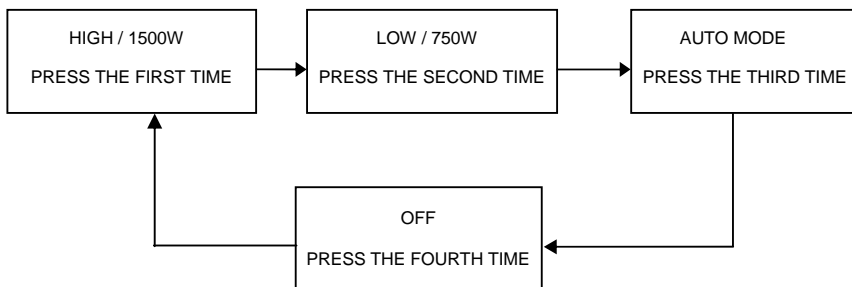 HIGH / 1500W
PRESS THE FIRST TIME
LOW / 750W
PRESS THE SECOND TIME
AUTO MODE
PRESS THE THIRD TIME
OFF
PRESS THE FOURTH TIME